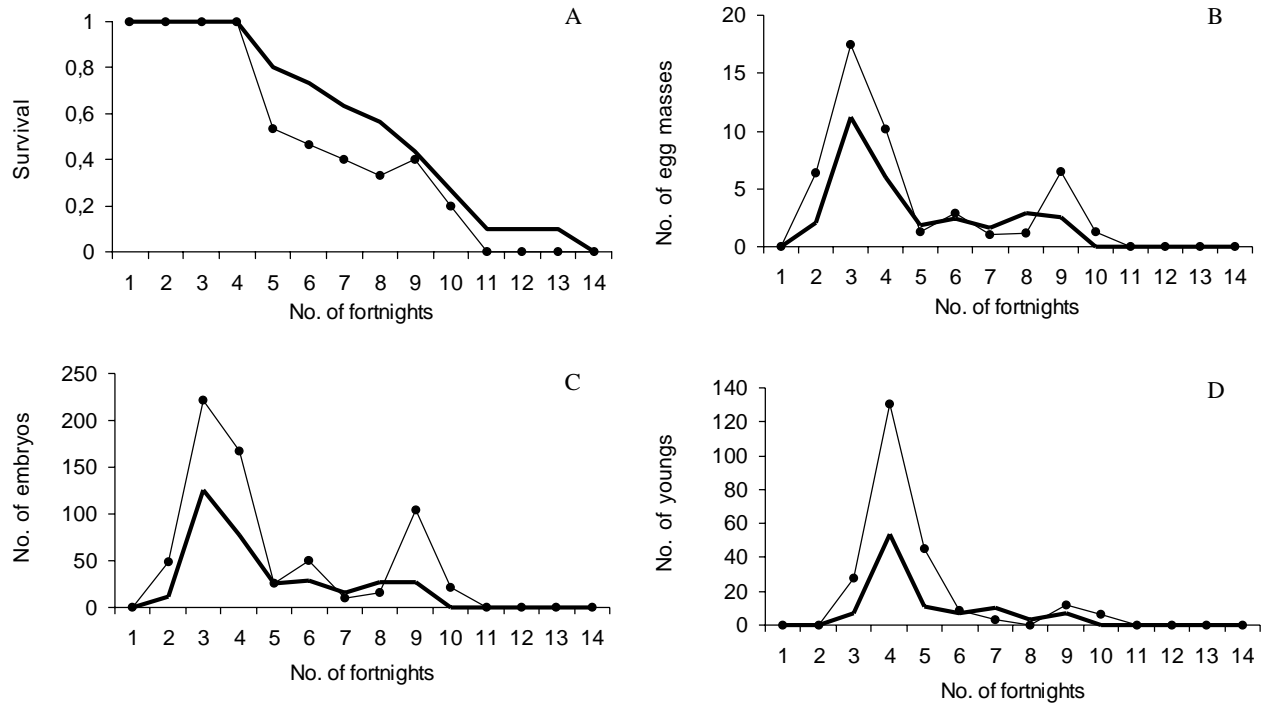 A
1
0,8
0,6
0,4
0,2
0
Survival
1 2 3 4 5 6 7 8 9 10 11 12 13 14
No. of fortnights
B
20
15
10
5
0
No. of egg masses
1 2 3 4 5 6 7 8 9 10 11 12 13 14
No. of fortnights
C
250
200
150
100
50
0
No. of embryos
1 2 3 4 5 6 7 8 9 10 11 12 13 14
No. of fortnights
D
140
120
100
80
60
40
20
0
No. of youngs
1 2 3 4 5 6 7 8 9 10 11 12 13 14
No. of fortnights